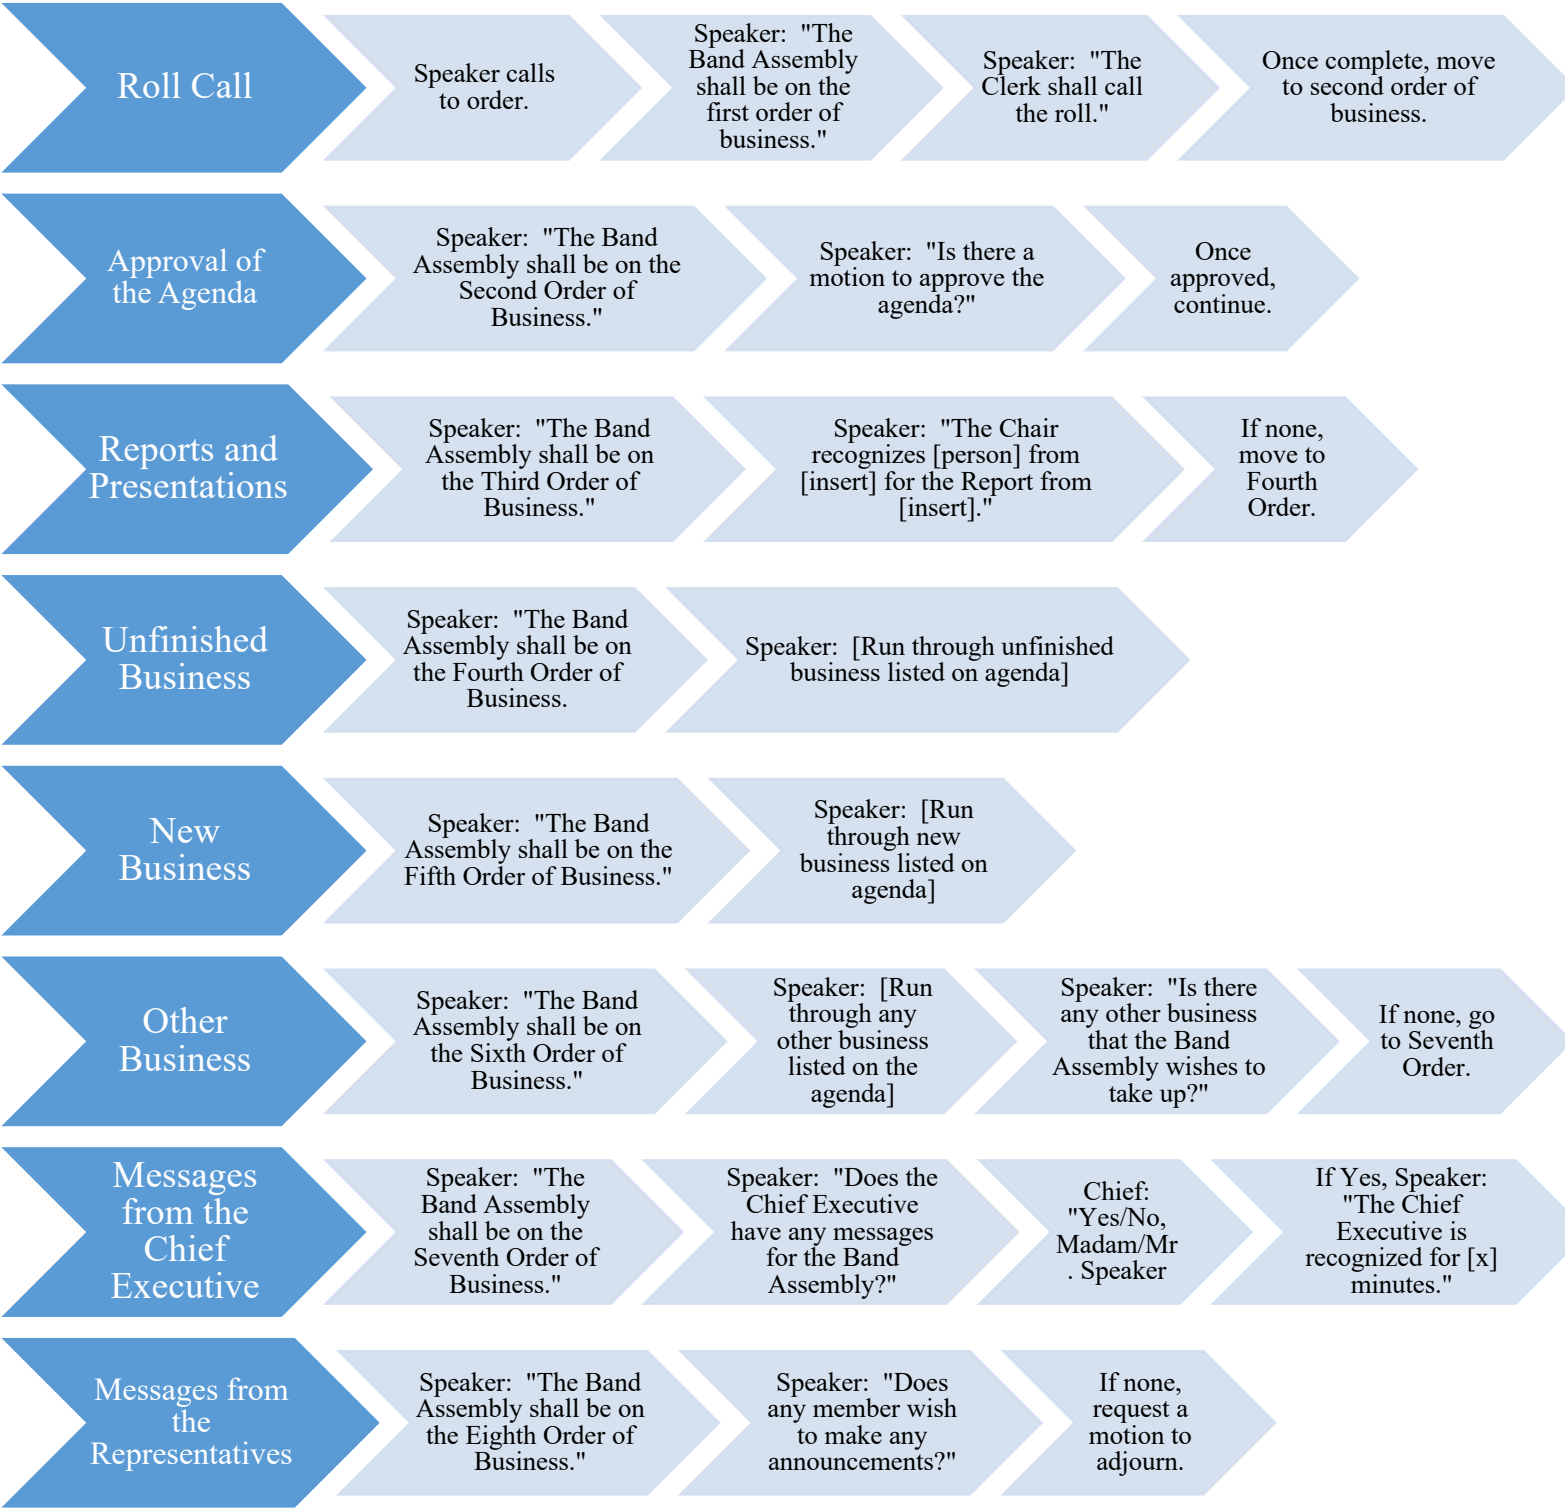 Roll Call
Speaker calls
to order.
Speaker:  "The
Band Assembly
shall be on the
first order of
business."
Speaker:  "The
Clerk shall call
the roll."
Once complete, move
to second order of
business.
Approval of
the Agenda
Speaker:  "The Band
Assembly shall be on the
Second Order of
Business."
Speaker:  "Is there a
motion to approve the
agenda?"
Once
approved,
continue.
Reports and
Presentations
Speaker:  "The Band
Assembly shall be on
the Third Order of
Business."
Speaker:  "The Chair
recognizes [person] from
[insert] for the Report from
[insert]."
If none,
move to
Fourth
Order.
Unfinished
Business
Speaker:  "The Band
Assembly shall be on
the Fourth Order of
Business.
Speaker:  [Run through unfinished
business listed on agenda]
New
Business
Speaker:  "The Band
Assembly shall be on the
Fifth Order of Business."
Speaker:  [Run
through new
business listed on
agenda]
Other
Business
Speaker:  "The Band
Assembly shall be on
the Sixth Order of
Business."
Speaker:  [Run
through any
other business
listed on the
agenda]
Speaker:  "Is there
any other business
that the Band
Assembly wishes to
take up?"
If none, go
to Seventh
Order.
Messages
from the
Chief
Executive
Speaker:  "The
Band Assembly
shall be on the
Seventh Order of
Business."
Speaker:  "Does the
Chief Executive
have any messages
for the Band
Assembly?"
Chief:
"Yes/No,
Madam/Mr
. Speaker
If Yes, Speaker:
"The Chief
Executive is
recognized for [x]
minutes."
Messages from
the
Representatives
Speaker:  "The Band
Assembly shall be on
the Eighth Order of
Business."
Speaker:  "Does
any member wish
to make any
announcements?"
If none,
request a
motion to
adjourn.